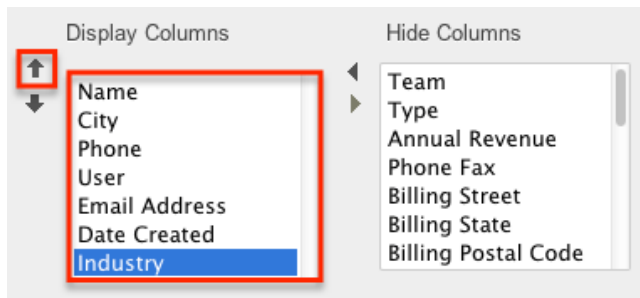 Display Columns
Name
City
Phone
User
Email Address
Date Created
Industry
Hide Columns
Team
Type
Annual Revenue
Phone Fax
Billing Street
Billing State
Billing Postal Code